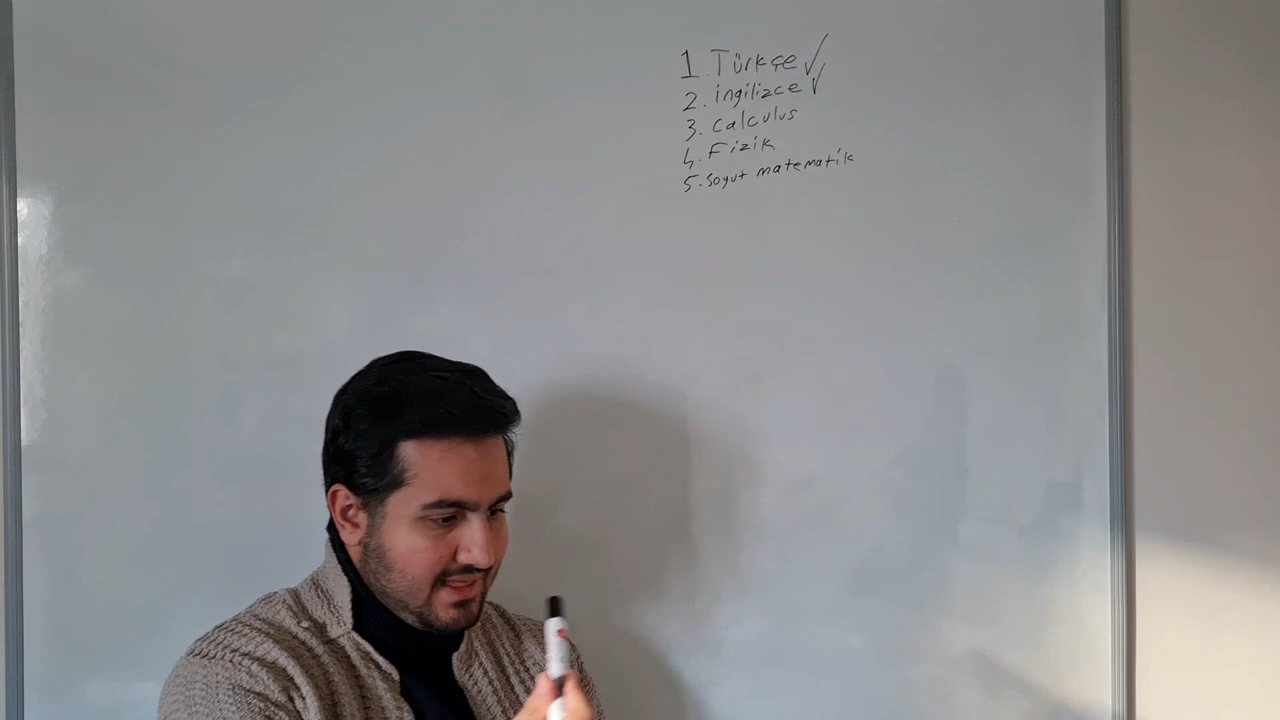 1. Türkçe ✓
2. ingilizce ✓
3. calculus
4. Fizik
5. Soyut matematik